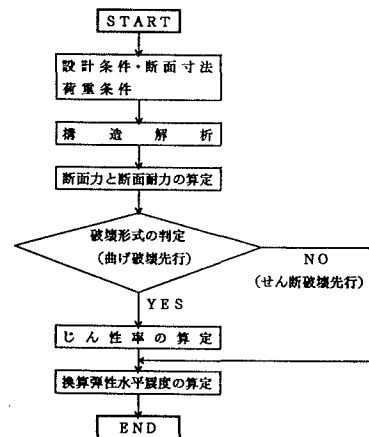 START
設計条件・断面寸法
荷重条件
構造解析
断面力と断面耐力の算定
破壊形式の判定
(曲げ破壊先行)
NO
(せん断破壊先行)
YES
じん性率の算定
換算弾性水平震度の算定
END